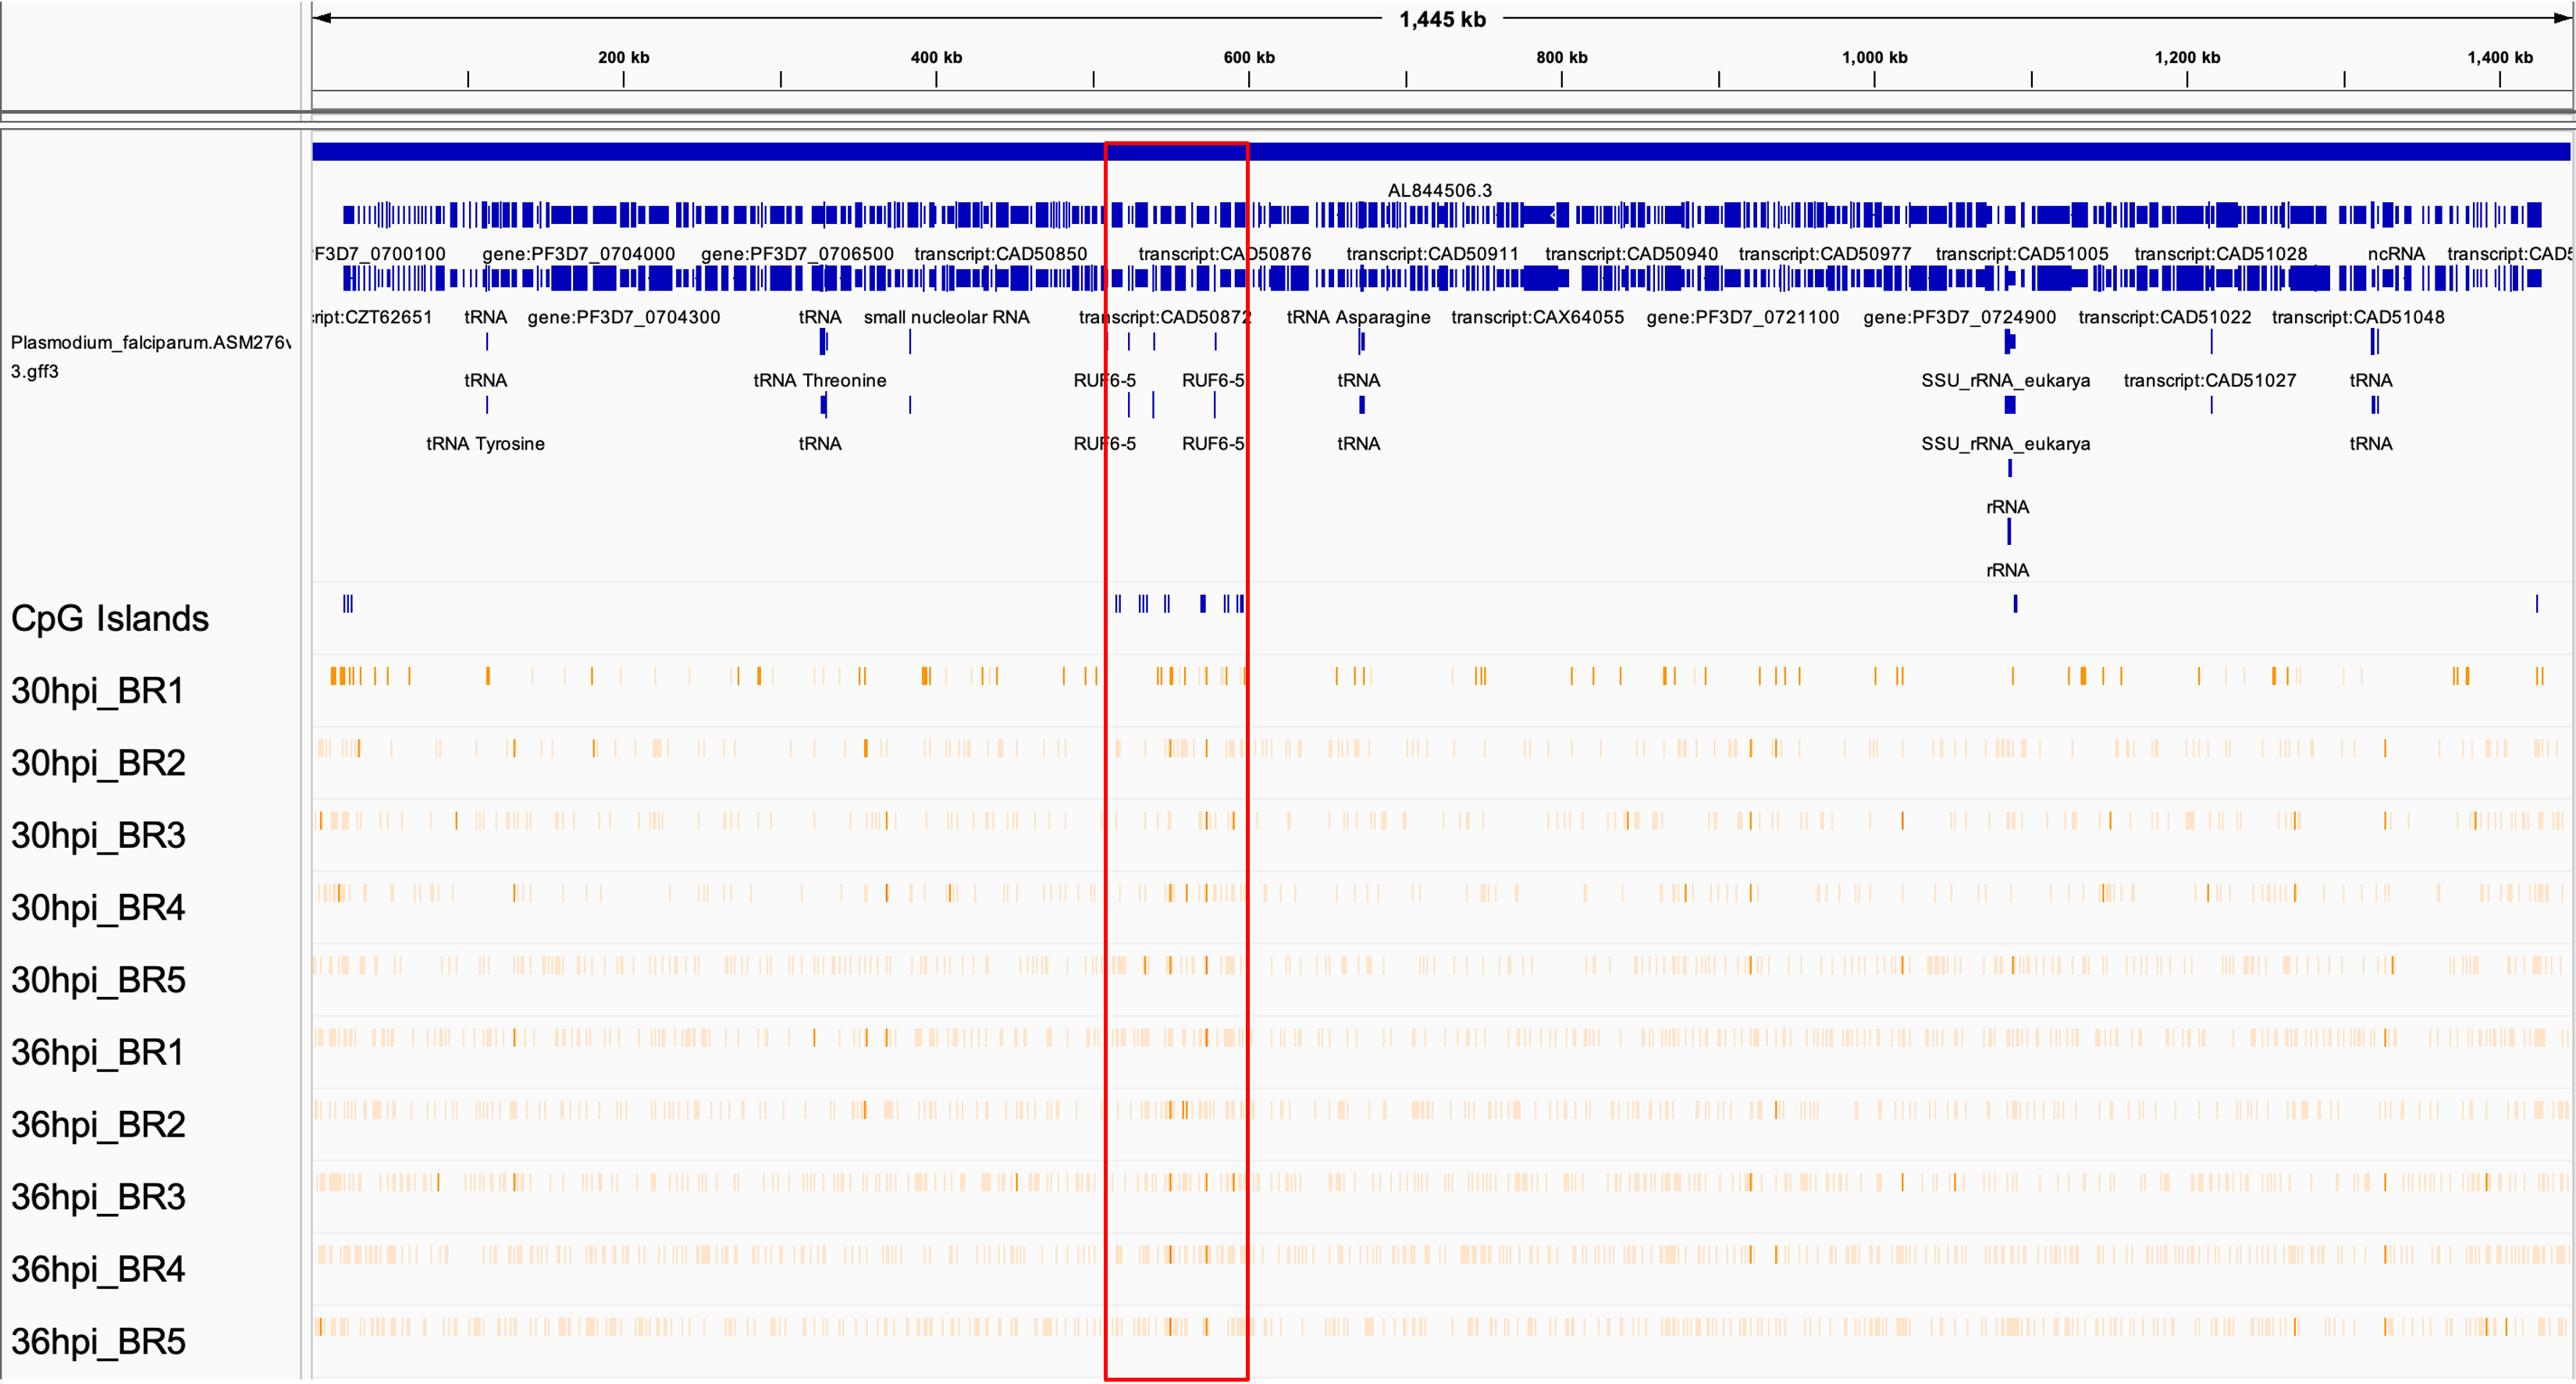 1,445 kb
200 kb 400 kb 600 kb 800 kb 1,000 kb 1,200 kb 1,400 kb
AL844506.3
PF3D7_0700100 gene:PF3D7_0704000 gene:PF3D7_0706500 transcript:CAD50850 transcript:CAD50876 transcript:CAD50911 transcript:CAD50940 transcript:CAD50977 transcript:CAD51005 transcript:CAD51028 ncRNA transcript:CAD5
ript:CZT62651 tRNA gene:PF3D7_0704300 tRNA small nucleolar RNA transcript:CAD50872 tRNA Asparagine transcript:CAX64055 gene:PF3D7_0721100 gene:PF3D7_0724900 transcript:CAD51022 transcript:CAD51048
Plasmodium_falciparum.ASM276v
3.gff3
tRNA tRNA Threonine RUF6-5 RUF6-5 tRNA SSU_rRNA_eukarya transcript:CAD51027 tRNA
tRNA Tyrosine tRNA RUF6-5 RUF6-5 tRNA SSU_rRNA_eukarya tRNA
rRNA
rRNA
CpG Islands
30hpi_BR1
30hpi_BR2
30hpi_BR3
30hpi_BR4
30hpi_BR5
36hpi_BR1
36hpi_BR2
36hpi_BR3
36hpi_BR4
36hpi_BR5